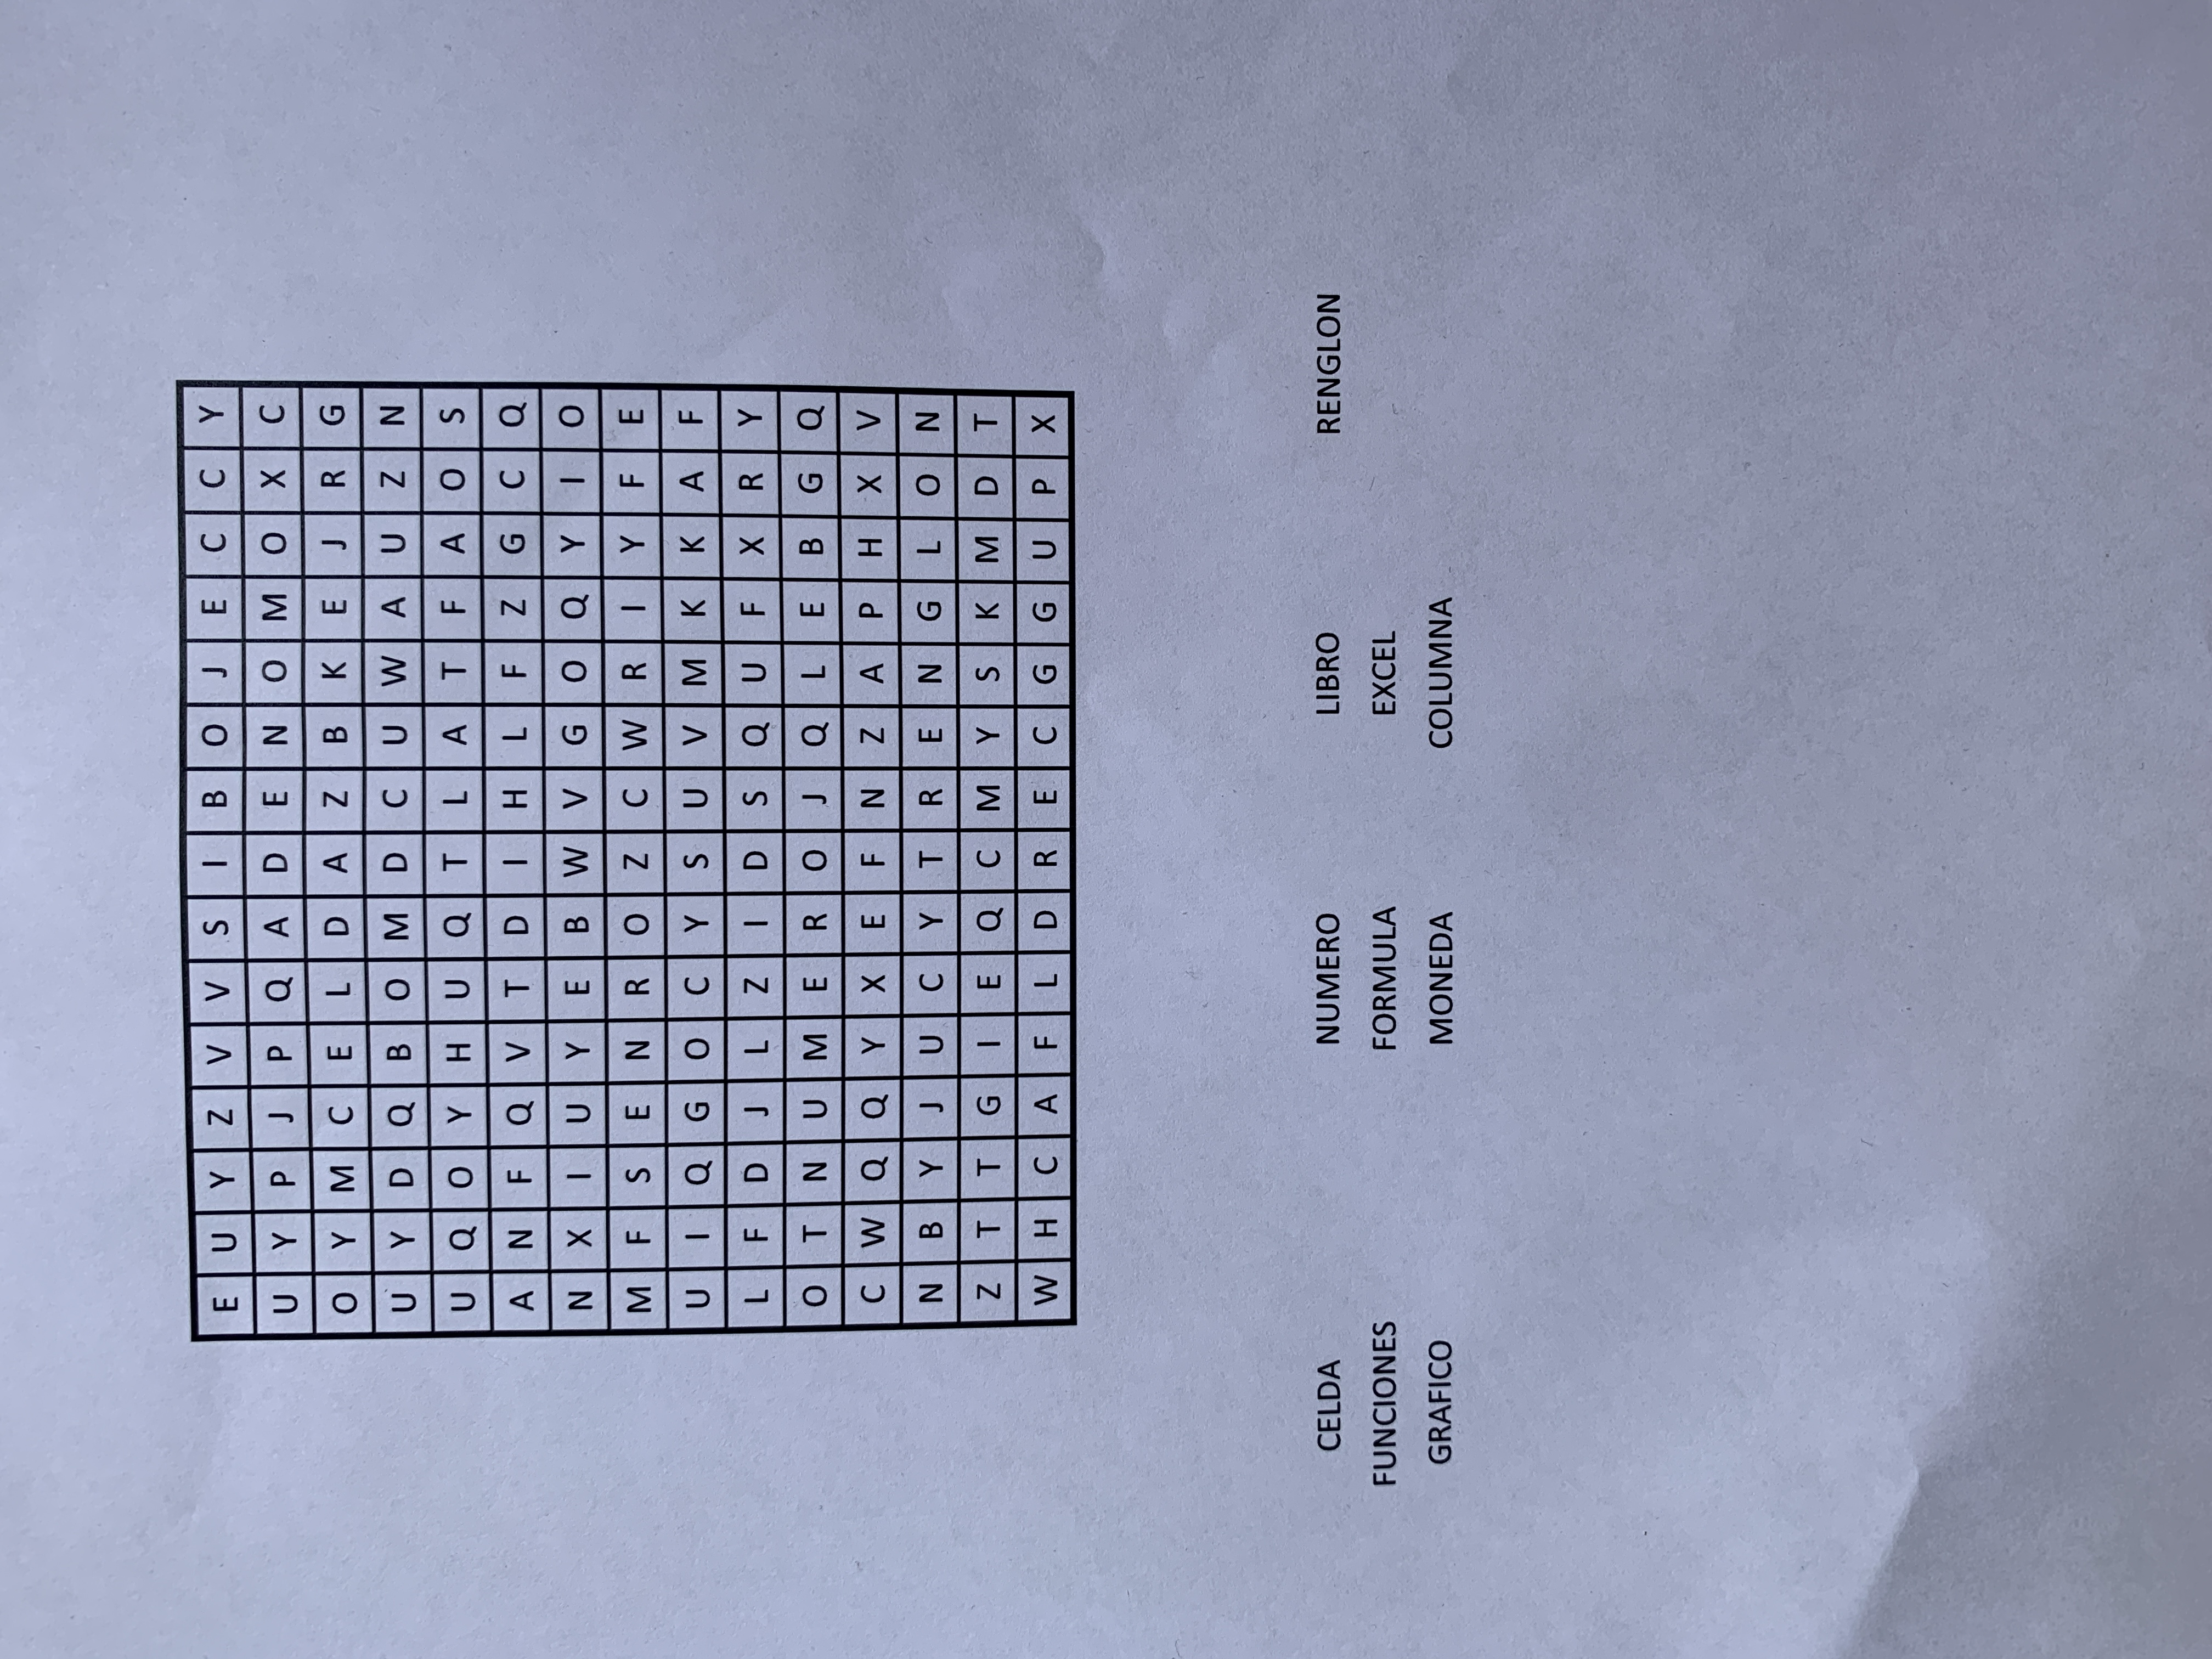 E U Y Z V V S I B O J E C C Y
U Y P J P Q A D E N O M O X C
O Y M C E L D A Z B K E J R G
U Y D Q B O M D C U W A U Z N
U Q O Y H U Q T L A T F A O S
A N F Q V T D I H L F Z G C Q
N X I U Y E B W V G O Q Y I O
M F S E N R O Z C W R I Y F E
U I Q G O C Y S U V M K K A F
L F D J L Z I D S Q U F X R Y
O T N U M E R O J Q L E B G Q
C W Q Q Y X E F N Z A P H X V
N B Y J U C Y T R E N G L O N
Z T T G I E Q C M Y S K M D T
W H C A F L D R E C G G U P X
CELDA NUMERO LIBRO RENGLON
FUNCIONES FORMULA EXCEL
GRAFICO MONEDA COLUMNA